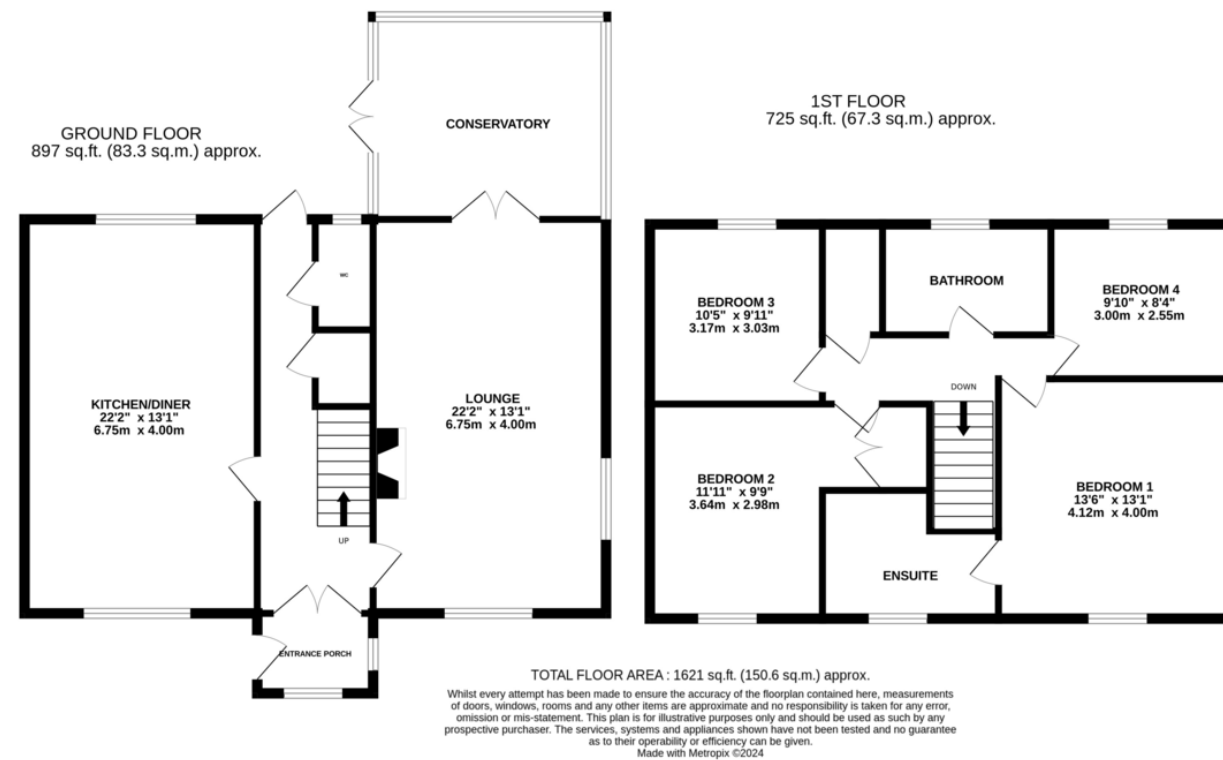 GROUND FLOOR
897 sq.ft. (83.3 sq.m.) approx.
CONSERVATORY
WC
KITCHEN/DINER
22'2" x 13'1"
6.75m x 4.00m
LOUNGE
22'2" x 13'1"
6.75m x 4.00m
UP
ENTRANCE PORCH
1ST FLOOR
725 sq.ft. (67.3 sq.m.) approx.
BEDROOM 3
10'5" x 9'11"
3.17m x 3.03m
BATHROOM
BEDROOM 4
9'10" x 8'4"
3.00m x 2.55m
DOWN
BEDROOM 2
11'11" x 9'9"
3.64m x 2.98m
BEDROOM 1
13'6" x 13'1"
4.12m x 4.00m
ENSUITE
TOTAL FLOOR AREA : 1621 sq.ft. (150.6 sq.m.) approx.
Whilst every attempt has been made to ensure the accuracy of the floorplan contained here, measurements
of doors, windows, rooms and any other items are approximate and no responsibility is taken for any error,
omission or mis-statement. This plan is for illustrative purposes only and should be used as such by any
prospective purchaser. The services, systems and appliances shown have not been tested and no guarantee
as to their operability or efficiency can be given.
Made with Metropix ©2024